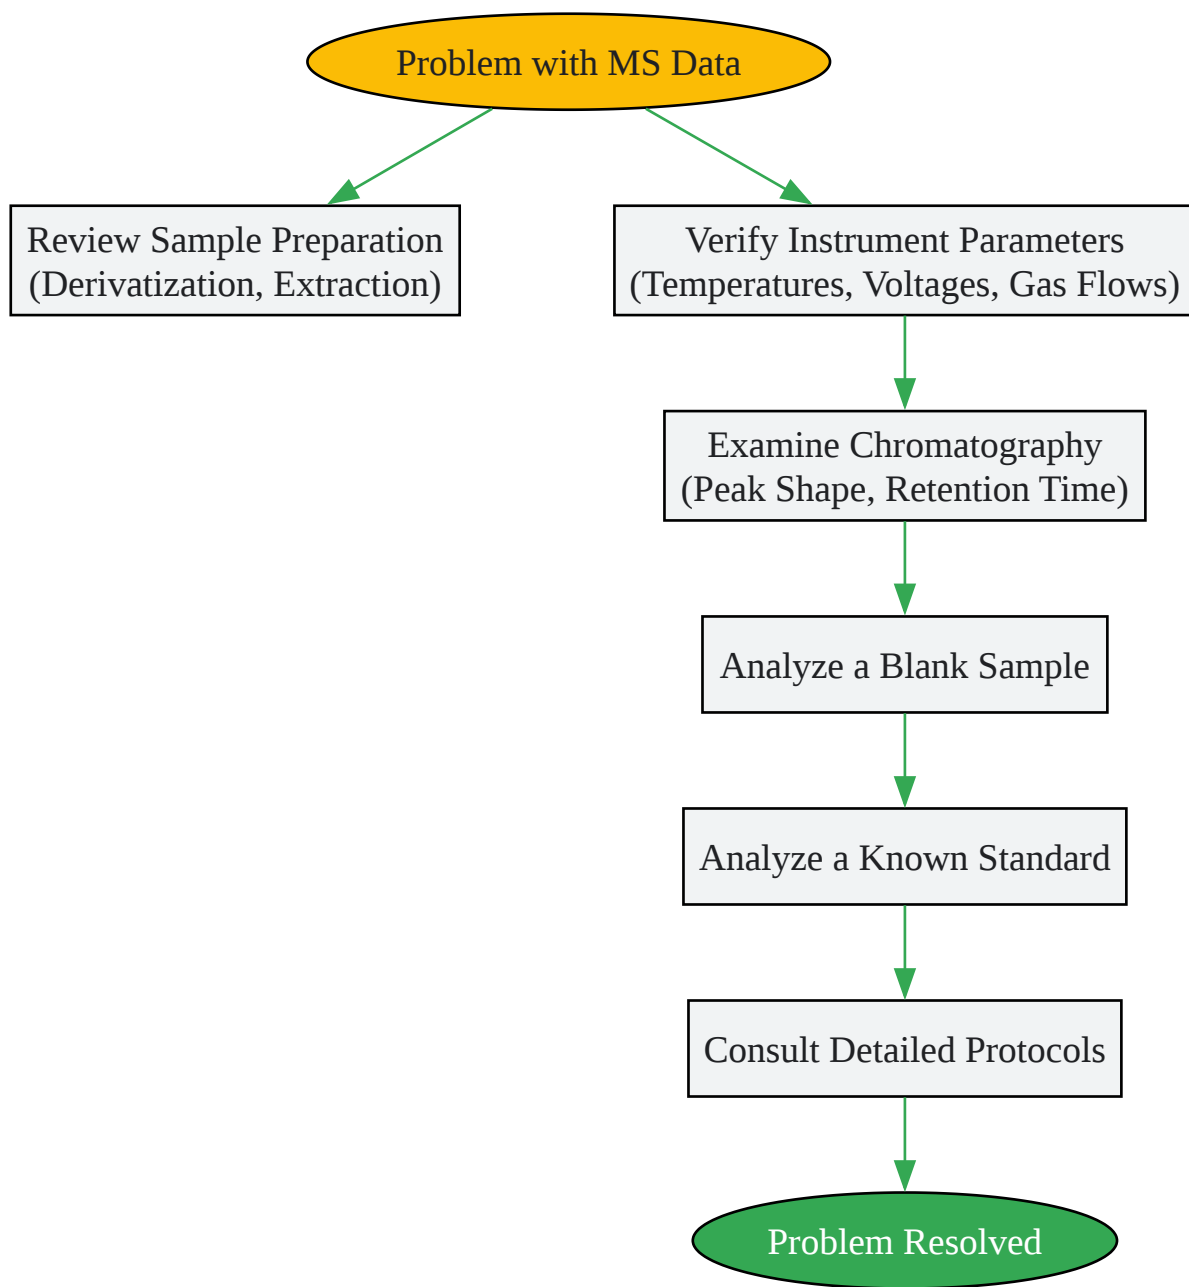 Problem with MS Data
Review Sample Preparation
(Derivatization, Extraction)
Verify Instrument Parameters
(Temperatures, Voltages, Gas Flows)
Examine Chromatography
(Peak Shape, Retention Time)
Analyze a Blank Sample
Analyze a Known Standard
Consult Detailed Protocols
Problem Resolved